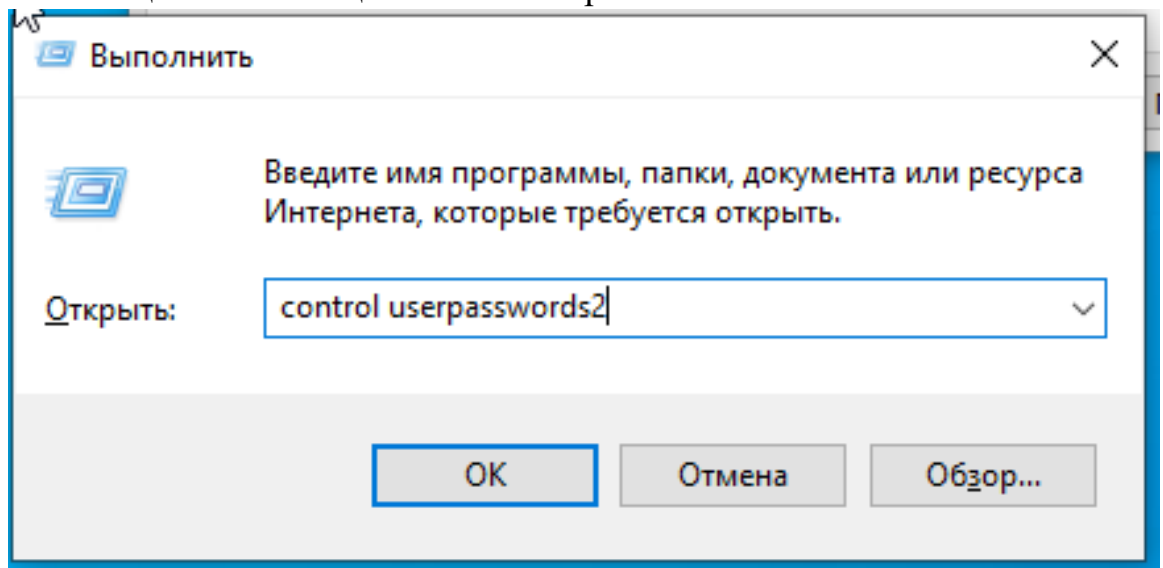 Выполнить
Введите имя программы, папки, документа или ресурса
Интернета, которые требуется открыть.
Открыть:
control userpasswords2
OK
Отмена
Обзор...